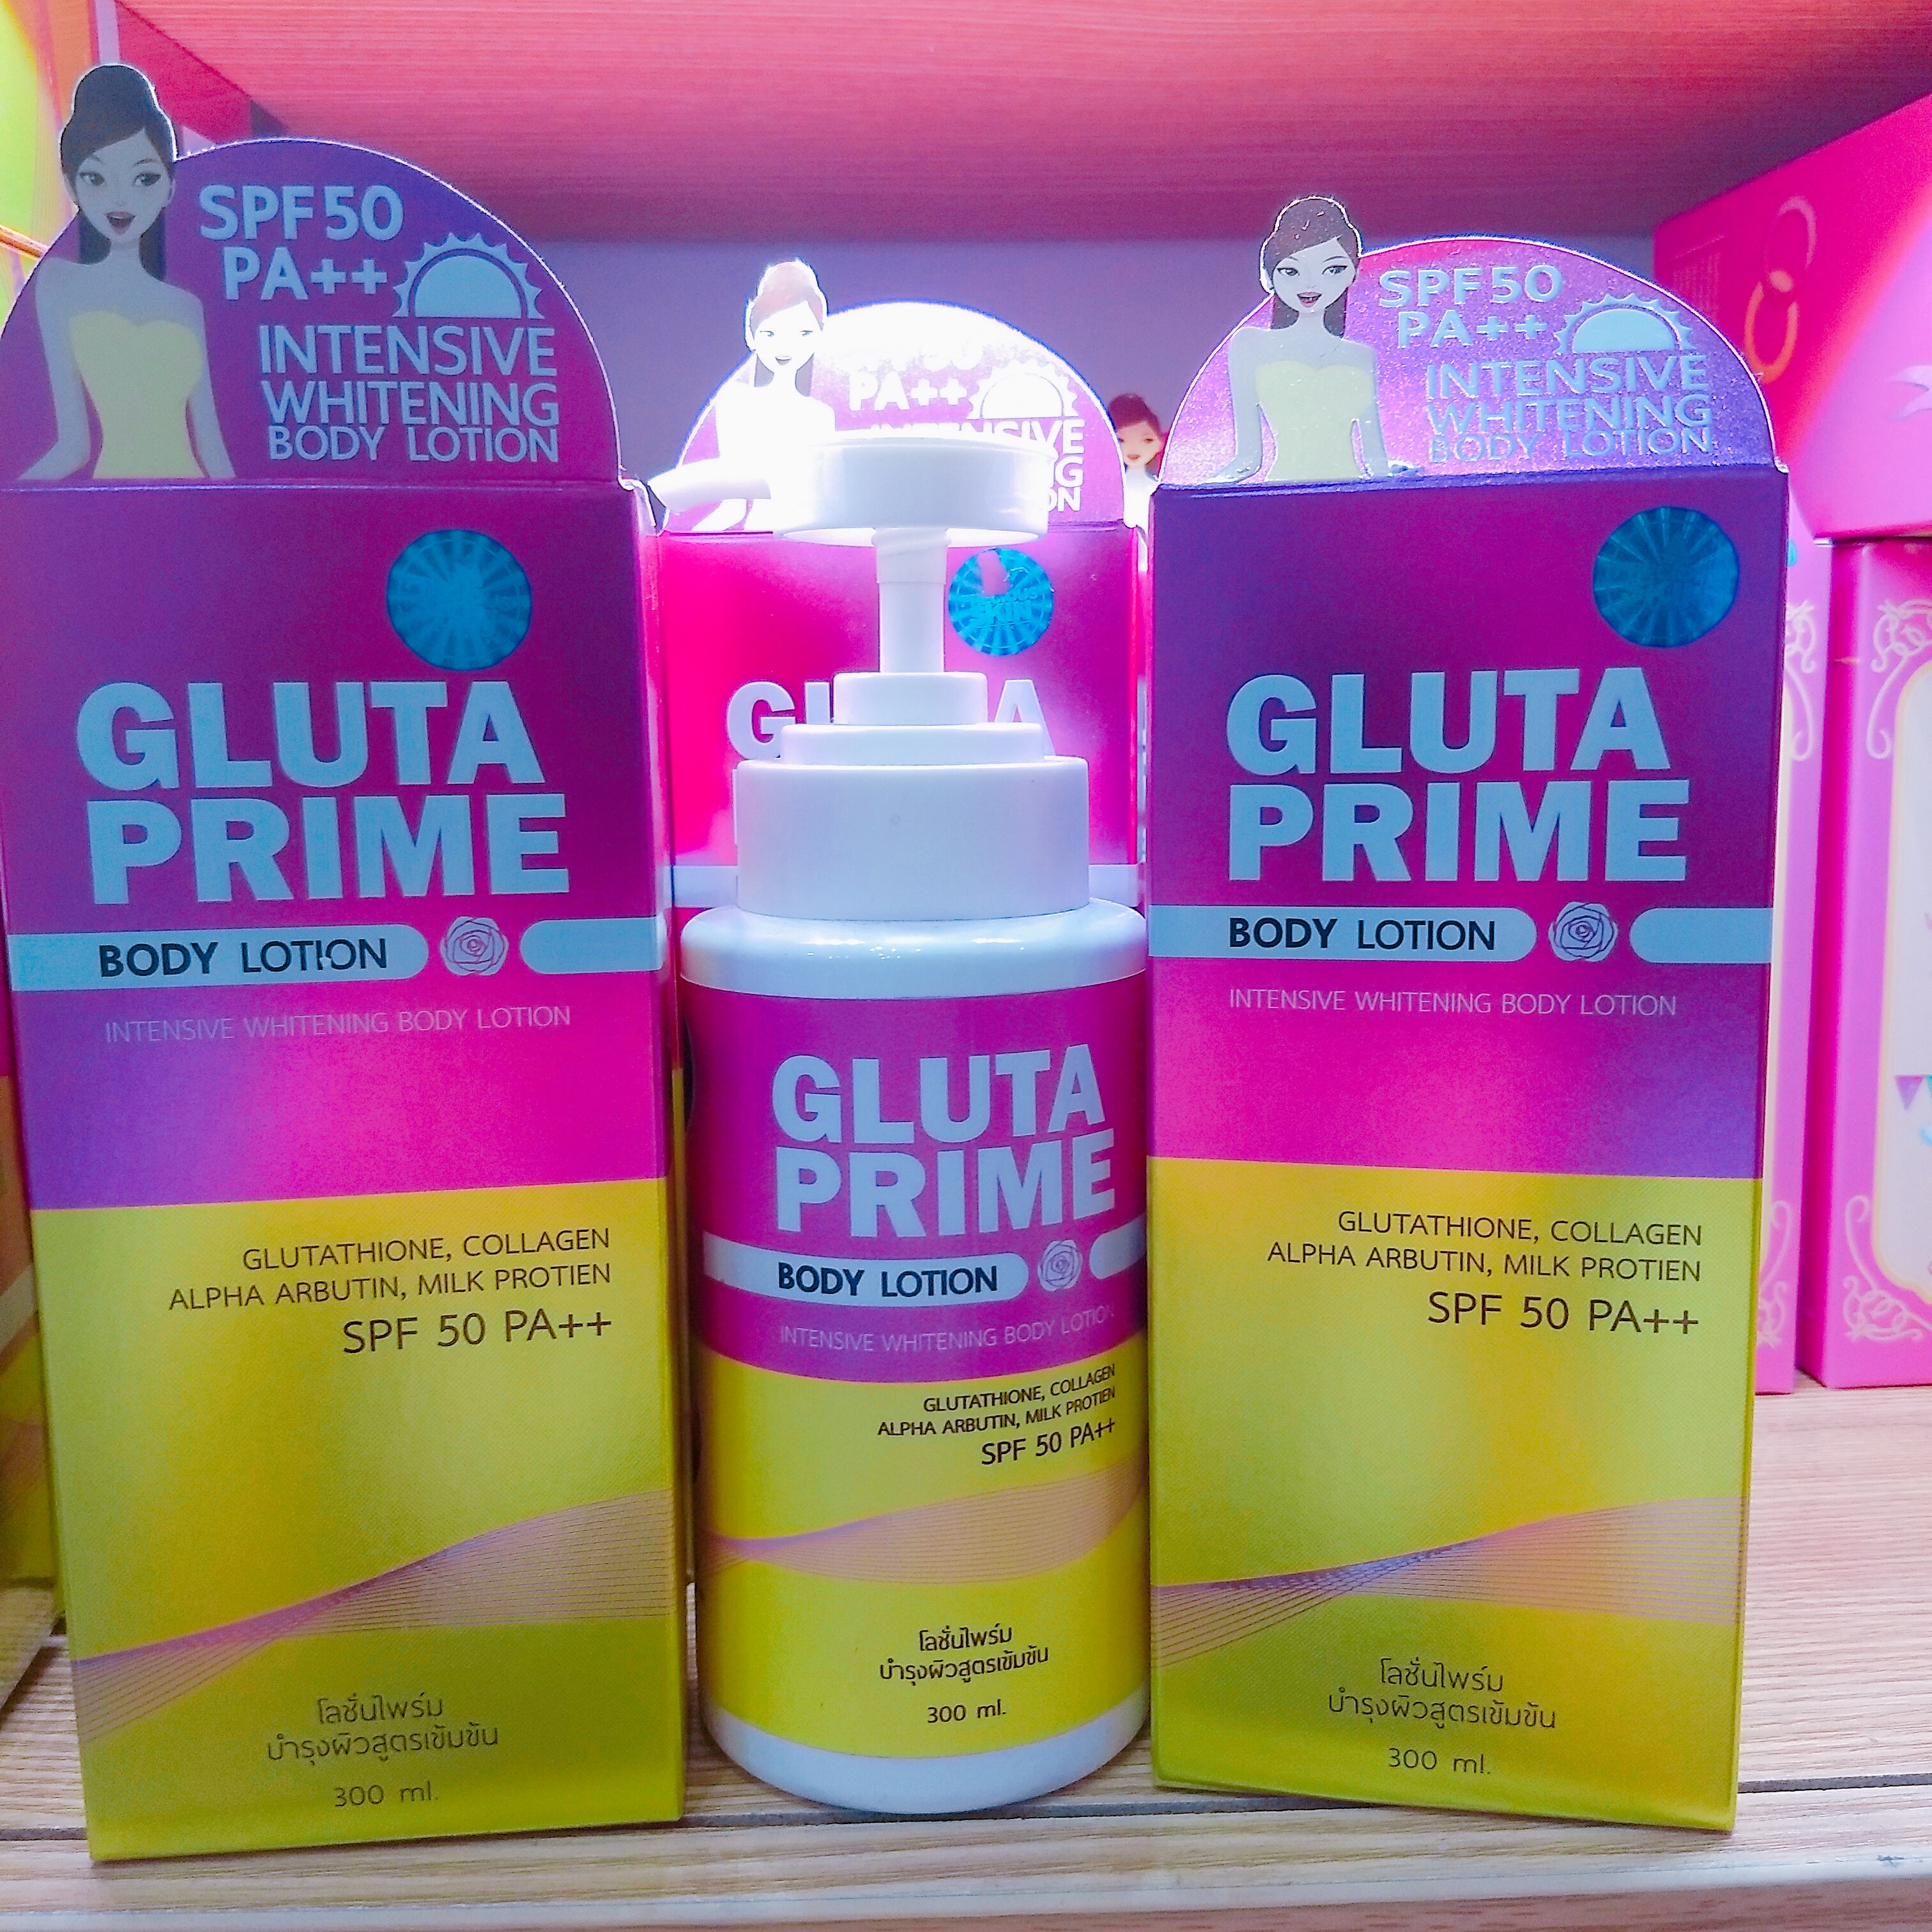 SPF50
PA++
INTENSIVE
WHITENING
BODY LOTION
GLUTA
PRIME
BODY LOTION
INTENSIVE WHITENING BODY LOTION
GLUTATHIONE, COLLAGEN
ALPHA ARBUTIN, MILK PROTIEN
SPF 50 PA++
โลชั่นไพร์ม
บำรุงผิวสูตรเข้มข้น
300 ml.
PA++
INTENSIVE
SKIN
GLUTA
PRIME
BODY LOTION
INTENSIVE WHITENING BODY LOTION
GLUTATHIONE, COLLAGEN
ALPHA ARBUTIN, MILK PROTIEN
SPF 50 PA++
โลชั่นไพร์ม
บำรุงผิวสูตรเข้มข้น
300 ml.
SPF50
PA++
INTENSIVE
WHITENING
BODY LOTION
GLUTA
PRIME
BODY LOTION
INTENSIVE WHITENING BODY LOTION
GLUTATHIONE, COLLAGEN
ALPHA ARBUTIN, MILK PROTIEN
SPF 50 PA++
โลชั่นไพร์ม
บำรุงผิวสูตรเข้มข้น
300 ml.